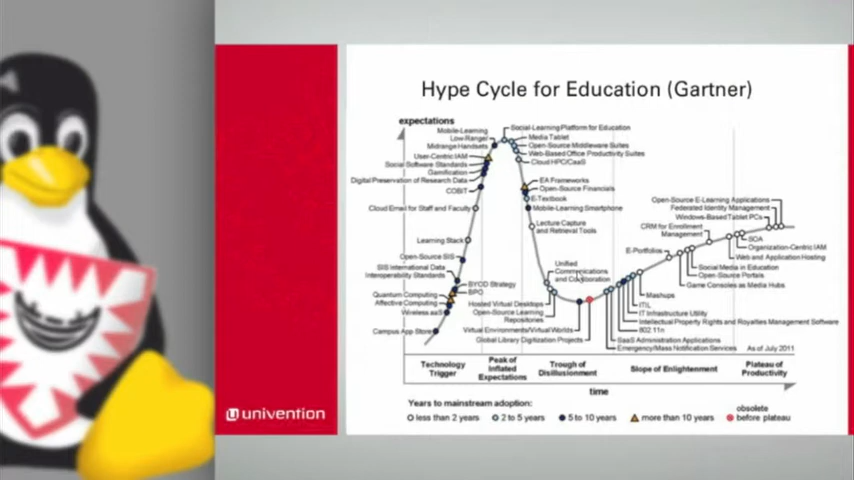 Hype Cycle for Education (Gartner)
expectations
Social-Learning Platform for Education
Mobile-Learning
Low-Range
Midrange Handsets
Media Tablet
Open-Source Middleware Suites
Web-Based Office Productivity Suites
Cloud HPC/CaaS
User-Centric IAM
Social Software Standards
Gamification
Digital Preservation of Research Data
COBIT
EA Frameworks
Open-Source Financials
E-Textbook
Mobile-Learning Smartphone
Cloud Email for Staff and Faculty
Lecture Capture
and Retrieval Tools
Open-Source E-Learning Applications
Federated Identity Management
Windows-Based Tablet PCs
CRM for Enrollment
Management
Learning Stack
SOA
Organization-Centric IAM
E-Portfolios
Web and Application Hosting
Open-Source SIS
Unified
Communications
and Collaboration
SIS International Data
Interoperability Standards
Social Media in Education
Open-Source Portals
Game Consoles as Media Hubs
BYOD Strategy
BPO
Quantum Computing
Affective Computing
Wireless aaS
Mashups
Hosted Virtual Desktops
ITIL
Open-Source Learning
Repositories
IT Infrastructure Utility
Intellectual Property Rights and Royalties Management Software
Campus App Store
Virtual Environments/Virtual Worlds
802.11n
Global Library Digitization Projects
SaaS Administration Applications
Emergency/Mass Notification Services
As of July 2011
Technology
Trigger
Peak of
Inflated
Expectations
Trough of
Disillusionment
Slope of Enlightenment
Plateau of
Productivity
time
Years to mainstream adoption:
less than 2 years
2 to 5 years
5 to 10 years
more than 10 years
obsolete
before plateau
univention